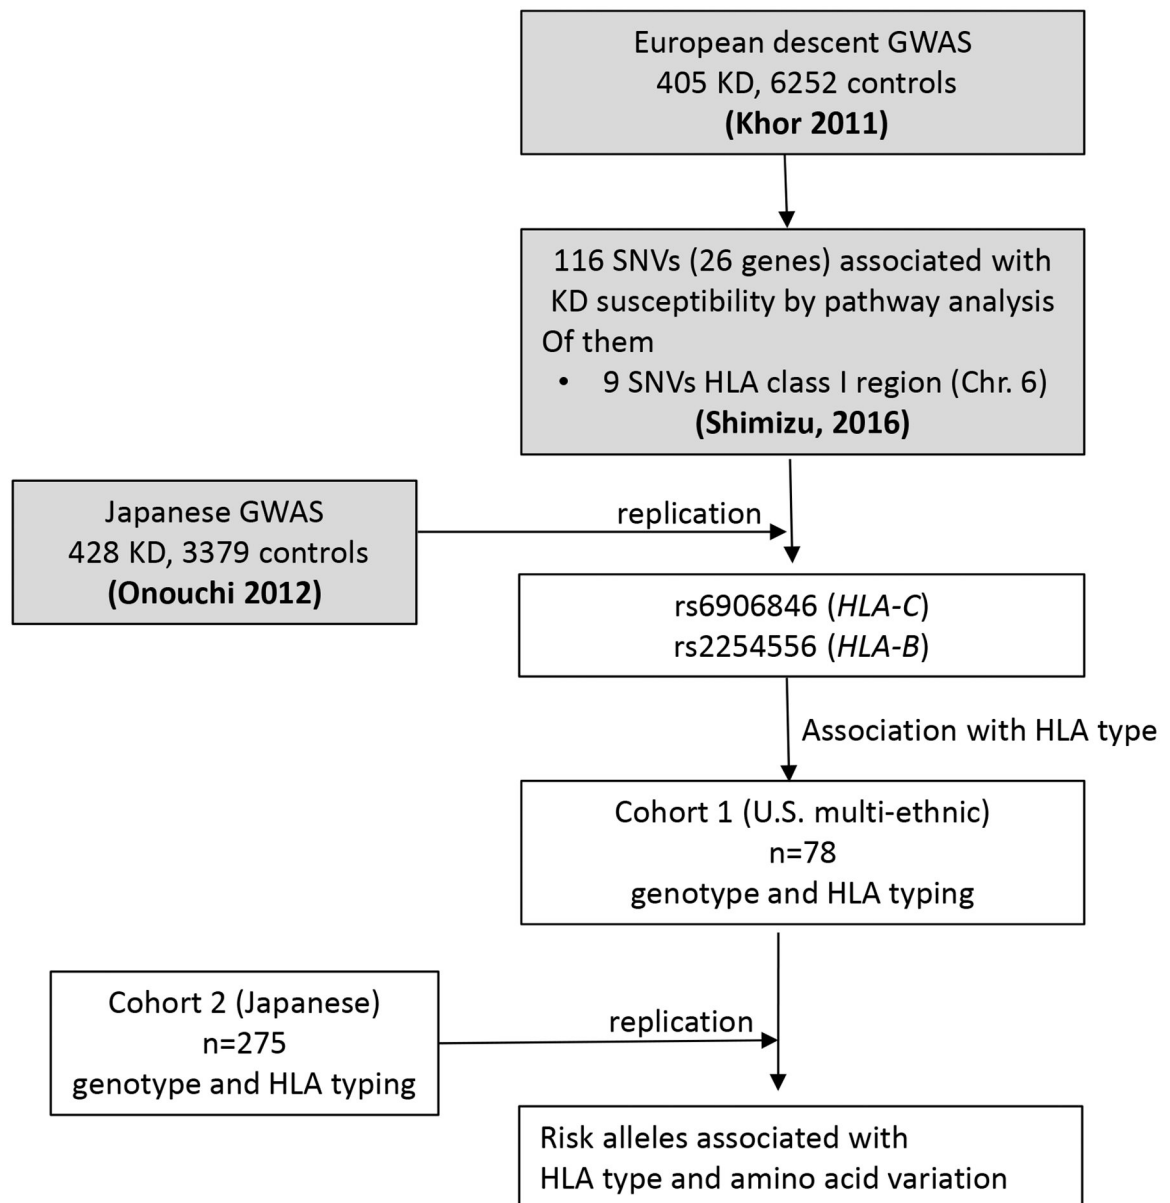 European descent GWAS
405 KD, 6252 controls
(Khor 2011)
116 SNVs (26 genes) associated with
KD susceptibility by pathway analysis
Of them
• 9 SNVs HLA class I region (Chr. 6)
(Shimizu, 2016)
Japanese GWAS
428 KD, 3379 controls
(Onouchi 2012)
replication
rs6906846 (HLA-C)
rs2254556 (HLA-B)
Association with HLA type
Cohort 1 (U.S. multi-ethnic)
n=78
genotype and HLA typing
Cohort 2 (Japanese)
n=275
genotype and HLA typing
replication
Risk alleles associated with
HLA type and amino acid variation